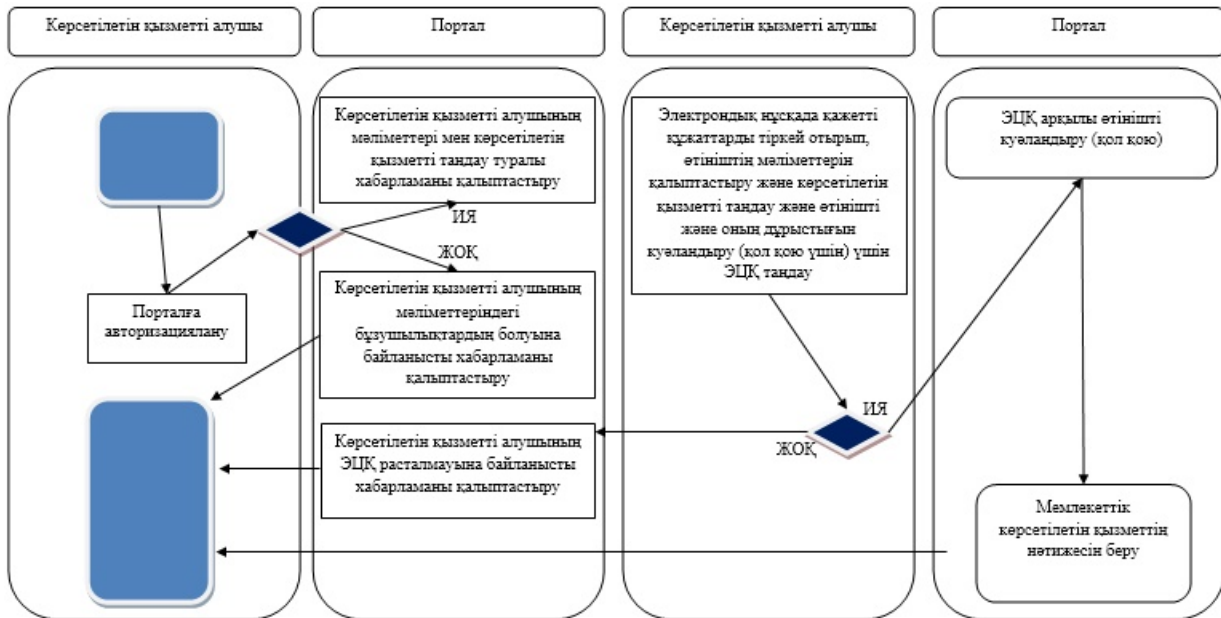 Көрсетілетін қызметті алушы
Портал
Көрсетілетін қызметті алушы
Портал
Порталға
авторизациялану
Көрсетілетін қызметті алушының
мәліметтері мен көрсетілетін
қызметті таңдау туралы
хабарламаны қалыптастыру
ИЯ
ЖОҚ
Көрсетілетін қызметті алушының
мәліметтеріндегі
бұзушылықтардың болуына
байланысты хабарламаны
қалыптастыру
Көрсетілетін қызметті алушының
ЭЦҚ расталмауына байланысты
хабарламаны қалыптастыру
Электрондық нұсқада қажетті
құжаттарды тіркей отырып,
өтініштің мәліметтерін
қалыптастыру және көрсетілетін
қызметті таңдау және өтінішті
және оның дұрыстығын
куәландыру (қол қою үшін) үшін
ЭЦҚ таңдау
ИЯ
ЖОҚ
ЭЦҚ арқылы өтінішті
куәландыру (қол қою)
Мемлекеттік
көрсетілетін қызметтің
нәтижесін беру